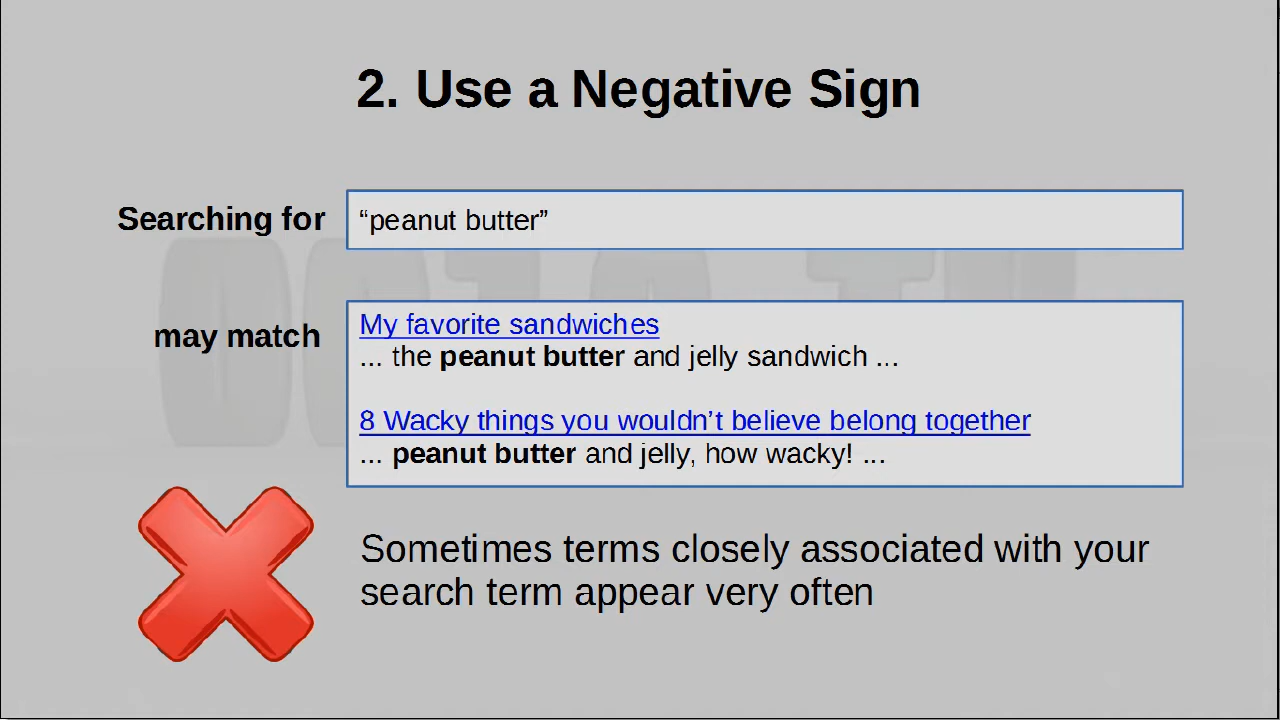 2. Use a Negative Sign
Searching for
“peanut butter”
may match
My favorite sandwiches
... the peanut butter and jelly sandwich ...
8 Wacky things you wouldn’t believe belong together
... peanut butter and jelly, how wacky! ...
Sometimes terms closely associated with your
search term appear very often